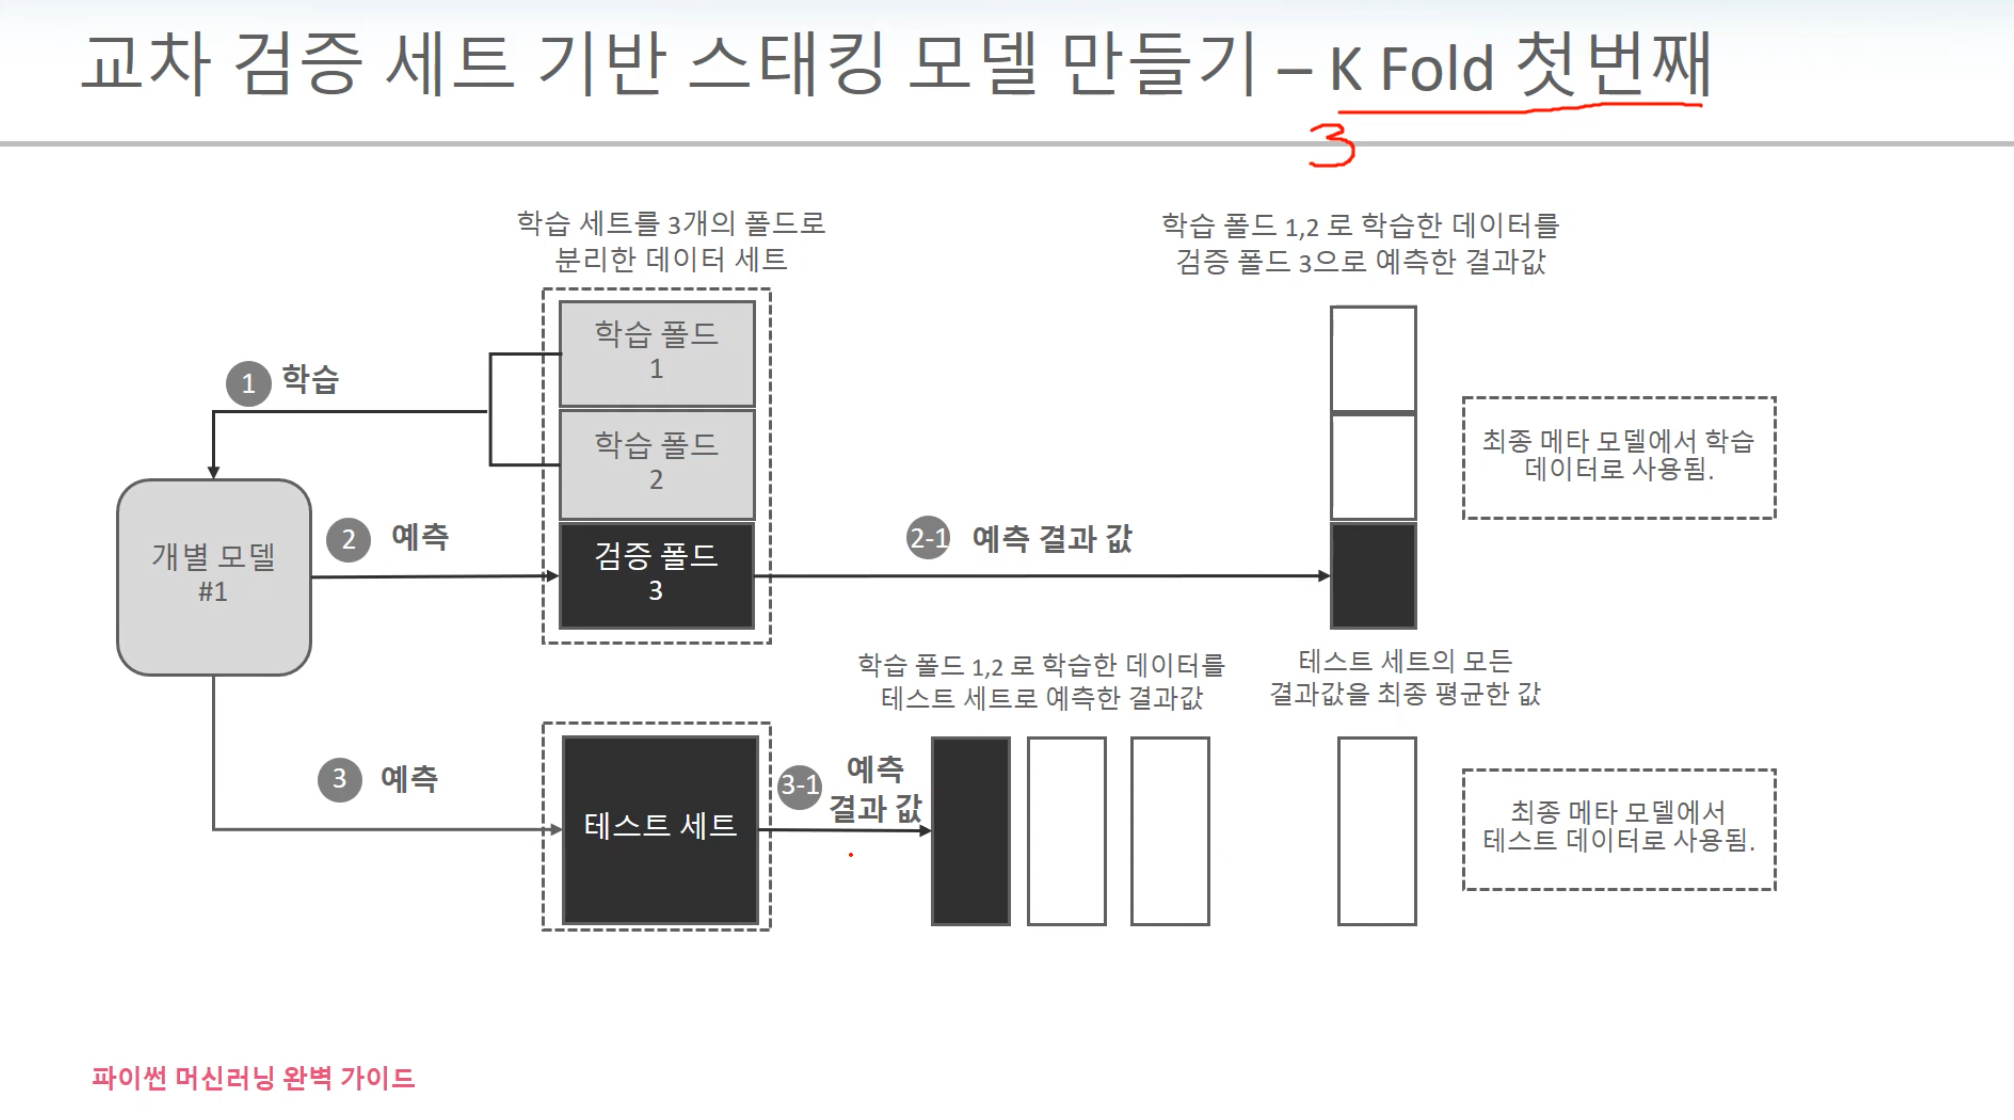 교차 검증 세트 기반 스태킹 모델 만들기 – K Fold 첫번째
3
학습 세트를 3개의 폴드로
분리한 데이터 세트
학습 폴드 1,2 로 학습한 데이터를
검증 폴드 3으로 예측한 결과값
학습 폴드
1
1 학습
학습 폴드
2
최종 메타 모델에서 학습
데이터로 사용됨.
개별 모델
#1
2 예측
검증 폴드
3
2-1 예측 결과 값
학습 폴드 1,2 로 학습한 데이터를
테스트 세트로 예측한 결과값
테스트 세트의 모든
결과값을 최종 평균한 값
3 예측
테스트 세트
3-1 예측
결과 값
최종 메타 모델에서
테스트 데이터로 사용됨.
파이썬 머신러닝 완벽 가이드